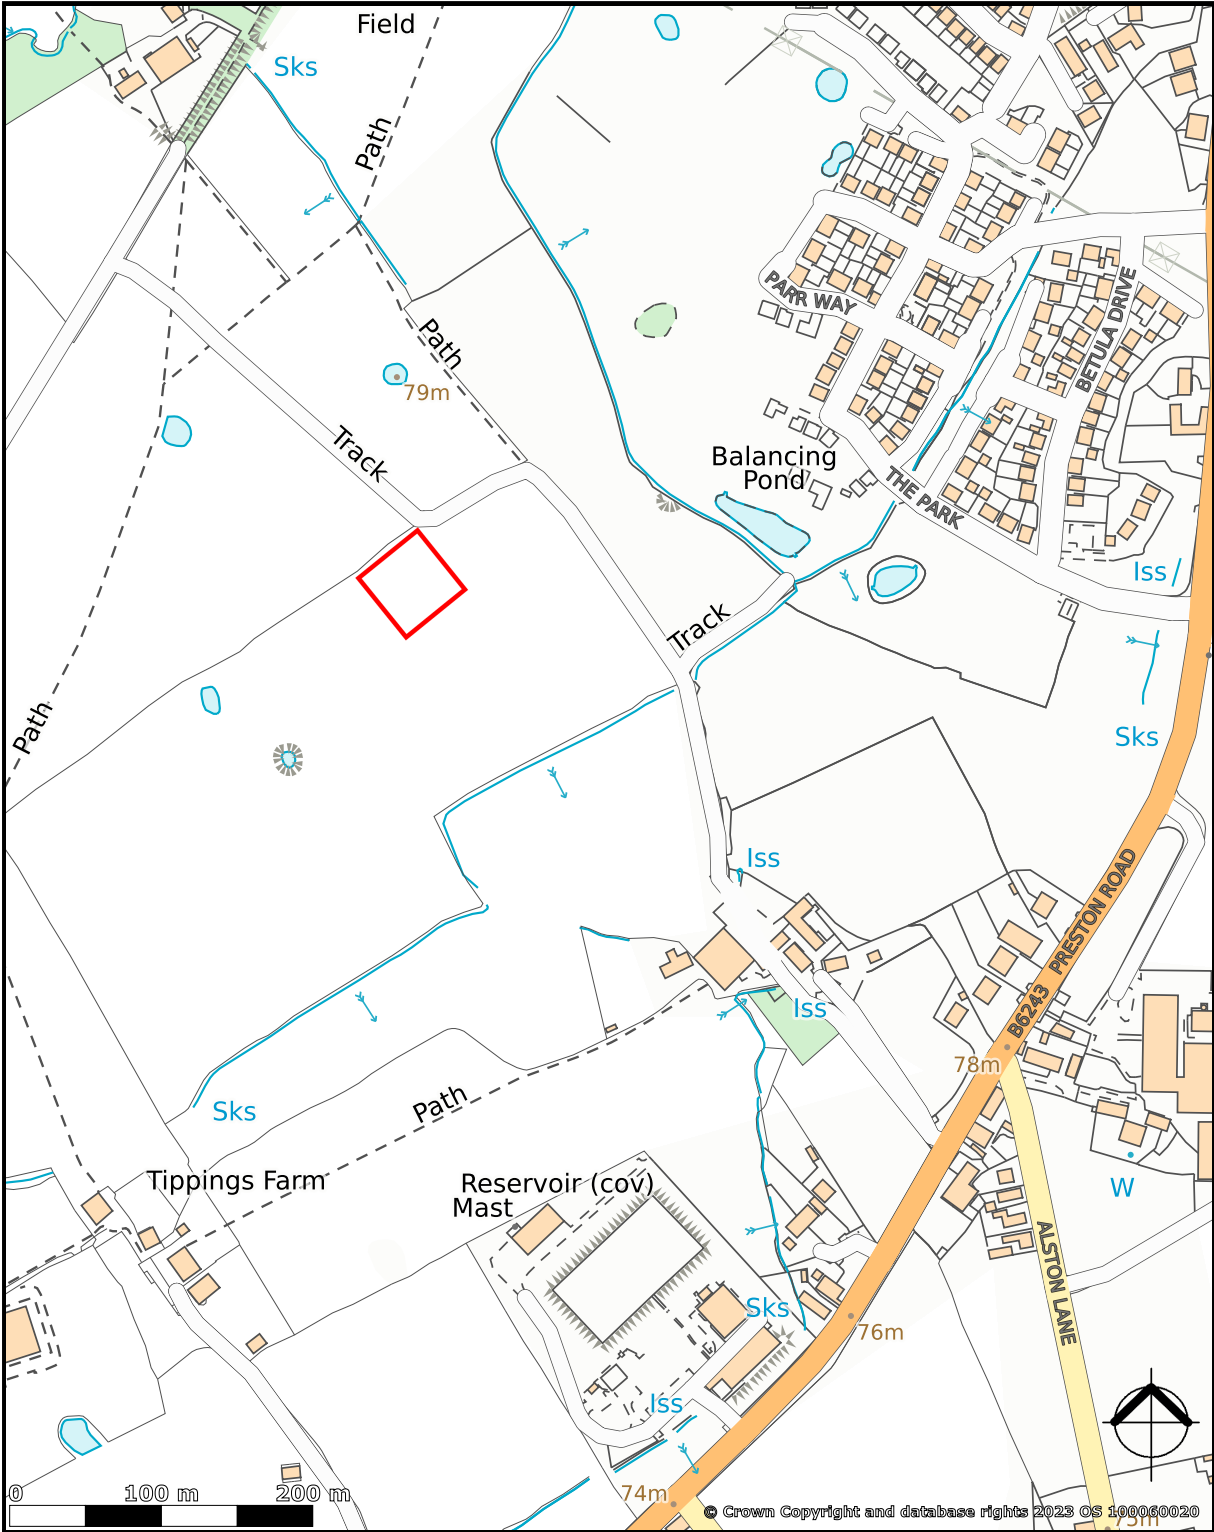 Field
Sks
Path
PARR WAY
BETULA DRIVE
Path
79m
Track
Balancing
Pond
THE PARK
Iss
Track
Path
Sks
Iss
PRESTON ROAD
B6243
Iss
78m
Path
Sks
Tippings Farm
Reservoir (cov)
Mast
W
ALSTON LANE
Sks
76m
Iss
74m
0 100 m 200 m
© Crown Copyright and database rights 2023 OS 100060020
75m